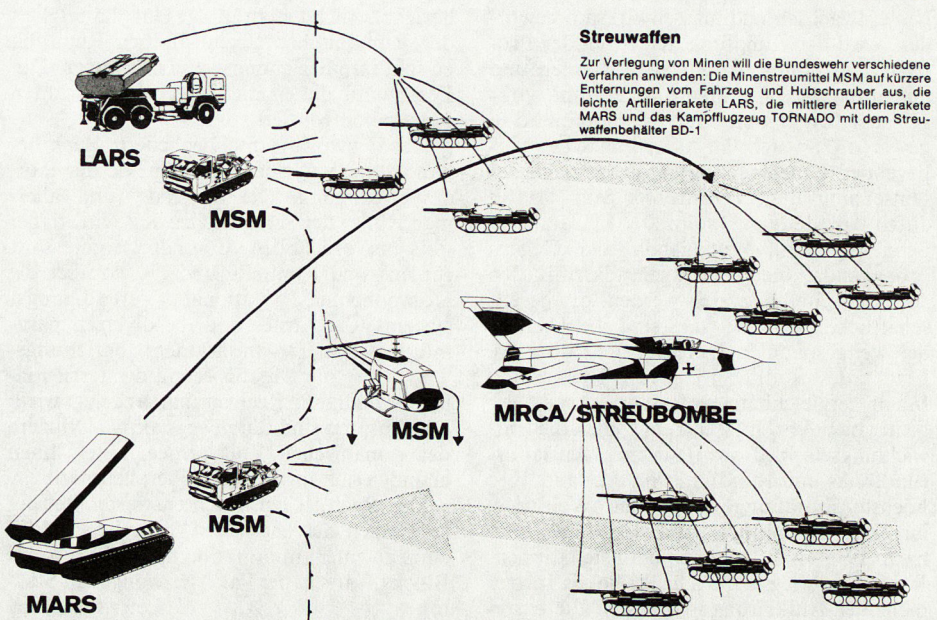 Streuwaffen
Zur Verlegung von Minen will die Bundeswehr verschiedene
Verfahren anwenden: Die Minenstreumittel MSM auf kürzere
Entfernungen vom Fahrzeug und Hubschrauber aus, die
leichte Artillerierakete LARS, die mittlere Artillerierakete
MARS und das Kampfflugzeug TORNADO mit dem Streu-
waffenbehälter BD-1
LARS
MSM
MSM
MRCA/STREUBOMBE
MSM
MARS